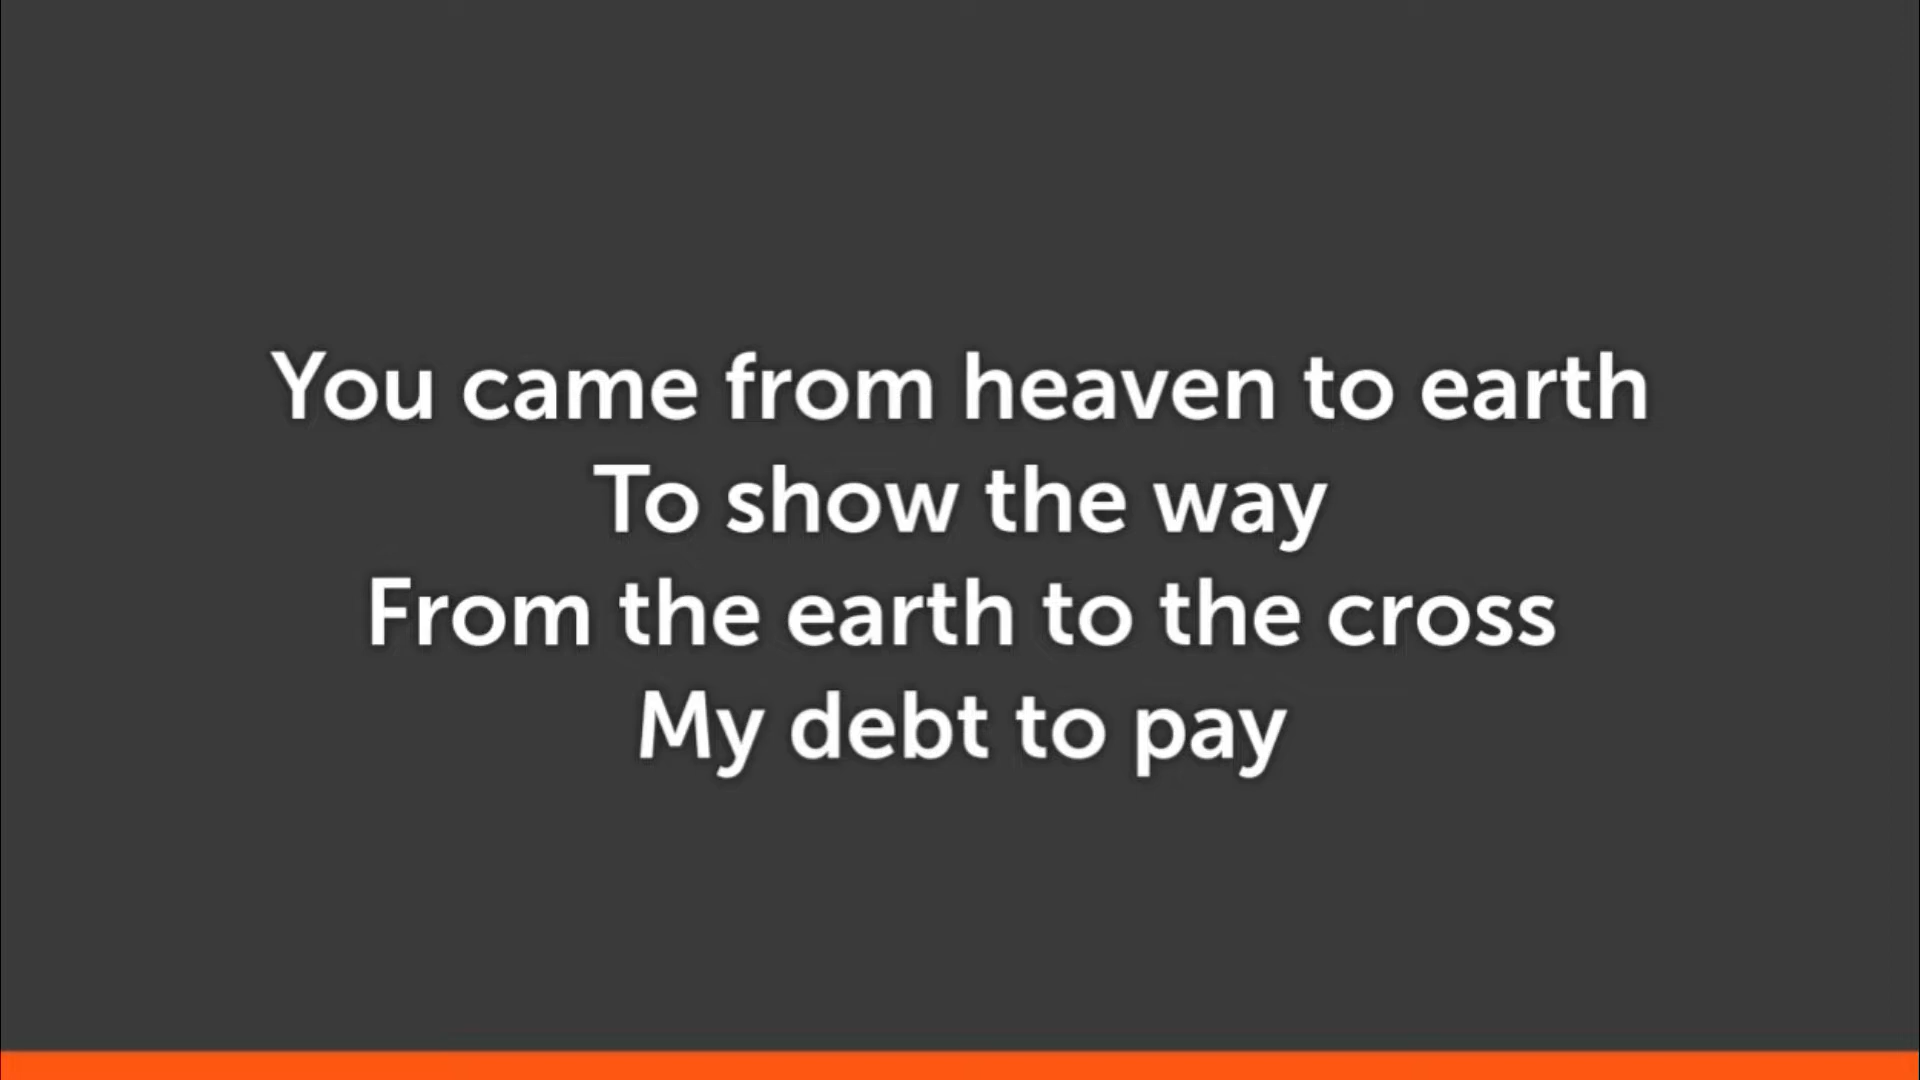 You came from heaven to earth
To show the way
From the earth to the cross
My debt to pay